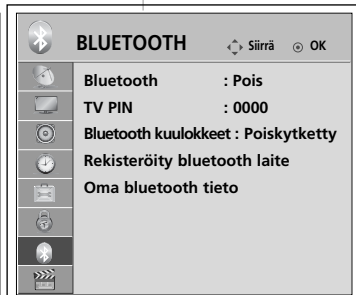 BLUETOOTH Siirrä OK
Bluetooth : Pois
TV PIN : 0000
Bluetooth kuulokkeet : Poiskytketty
Rekisteröity bluetooth laite
Oma bluetooth tieto